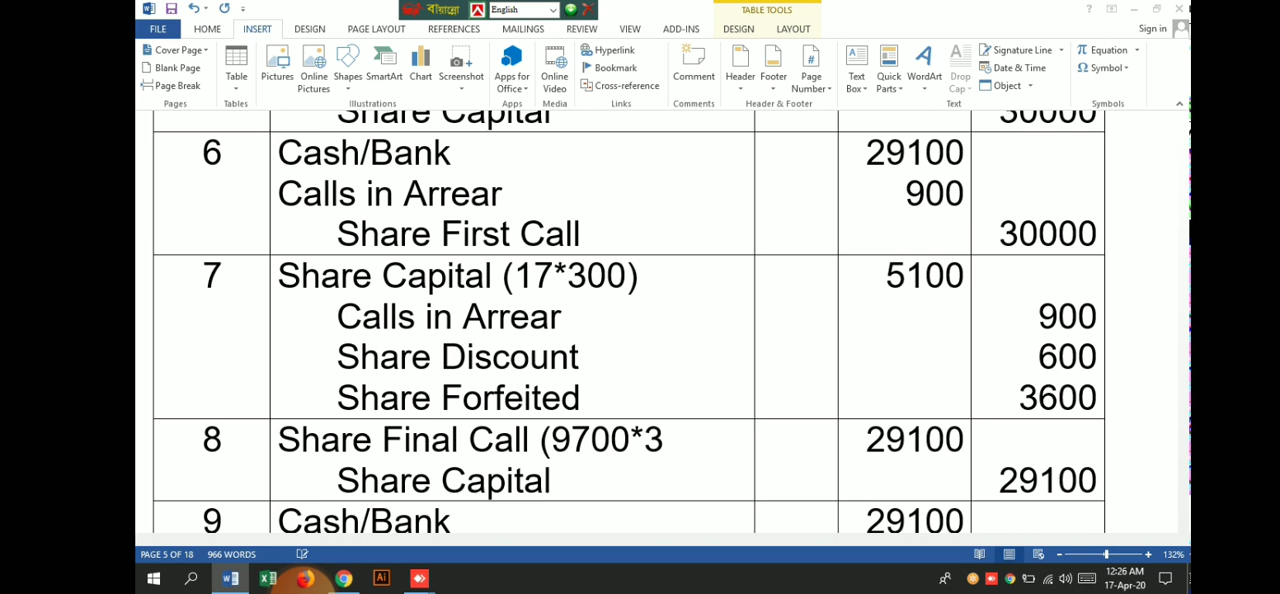 বায়ান্নো English TABLE TOOLS Sign in
FILE HOME INSERT DESIGN PAGE LAYOUT REFERENCES MAILINGS REVIEW VIEW ADD-INS DESIGN LAYOUT
Cover Page
Blank Page
Page Break
Pages
Table
Tables
Pictures
Online Pictures
Shapes
SmartArt
Chart
Screenshot
Illustrations
Apps for Office
Apps
Online Video
Media
Hyperlink
Bookmark
Cross-reference
Links
Comment
Comments
Header
Footer
Page Number
Header & Footer
Text Box
Quick Parts
WordArt
Drop Cap
Signature Line
Date & Time
Object
Text
π Equation
Ω Symbol
Symbols
Share Capital 30000
6 Cash/Bank 29100
Calls in Arrear 900
Share First Call 30000
7 Share Capital (17*300) 5100
Calls in Arrear 900
Share Discount 600
Share Forfeited 3600
8 Share Final Call (9700*3 29100
Share Capital 29100
9 Cash/Bank 29100
PAGE 5 OF 18 966 WORDS 132%
12:26 AM
17-Apr-20